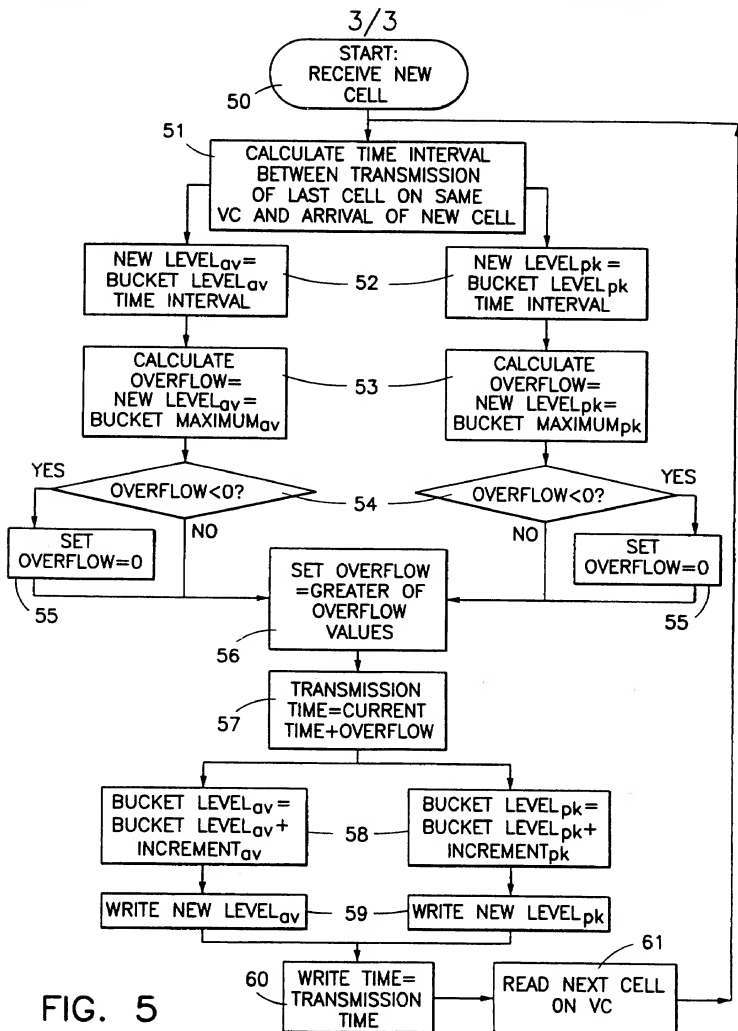 3/3
START:
RECEIVE NEW
CELL
50
51
CALCULATE TIME INTERVAL
BETWEEN TRANSMISSION
OF LAST CELL ON SAME
VC AND ARRIVAL OF NEW CELL
NEW LEVELav=
BUCKET LEVELav
TIME INTERVAL
52
NEW LEVELpk=
BUCKET LEVELpk
TIME INTERVAL
CALCULATE
OVERFLOW=
NEW LEVELav=
BUCKET MAXIMUMav
53
CALCULATE
OVERFLOW=
NEW LEVELpk=
BUCKET MAXIMUMpk
YES
OVERFLOW<0?
54
OVERFLOW<0?
YES
NO
NO
SET
OVERFLOW=0
55
SET OVERFLOW
=GREATER OF
OVERFLOW
VALUES
56
SET
OVERFLOW=0
55
57
TRANSMISSION
TIME=CURRENT
TIME+OVERFLOW
BUCKET LEVELav=
BUCKET LEVELav+
INCREMENTav
58
BUCKET LEVELpk=
BUCKET LEVELpk+
INCREMENTpk
WRITE NEW LEVELav
59
WRITE NEW LEVELpk
60
WRITE TIME=
TRANSMISSION
TIME
61
READ NEXT CELL
ON VC
FIG. 5